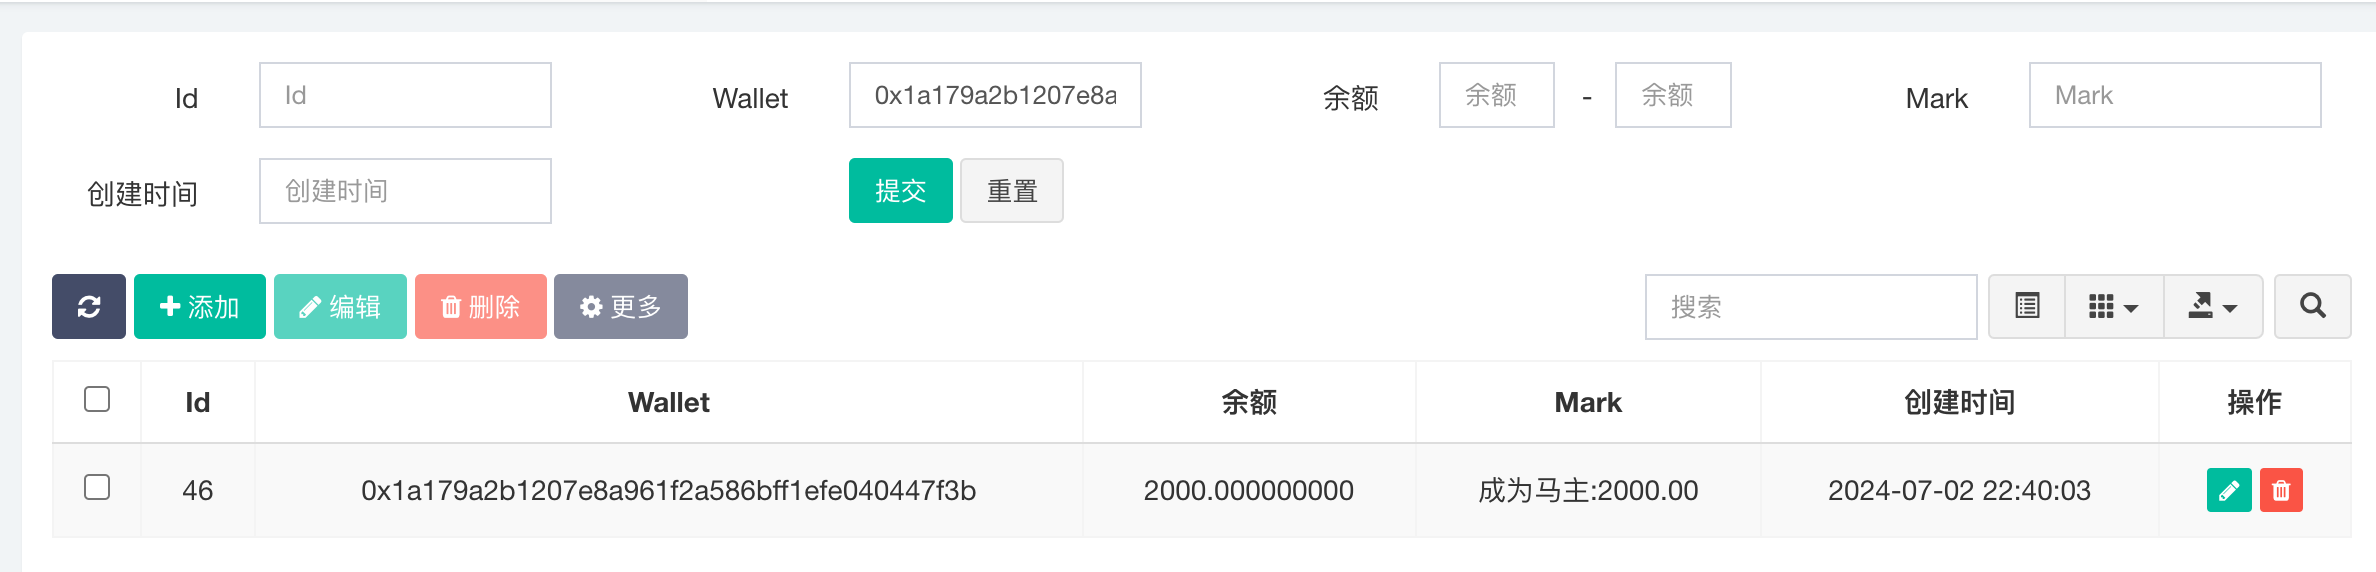 Id Id Wallet 0x1a179a2b1207e8a 余额 余额 - 余额 Mark Mark
创建时间 创建时间 提交 重置
添加 编辑 删除 更多 搜索
Id Wallet 余额 Mark 创建时间 操作
46 0x1a179a2b1207e8a961f2a586bff1efe040447f3b 2000.000000000 成为马主:2000.00 2024-07-02 22:40:03